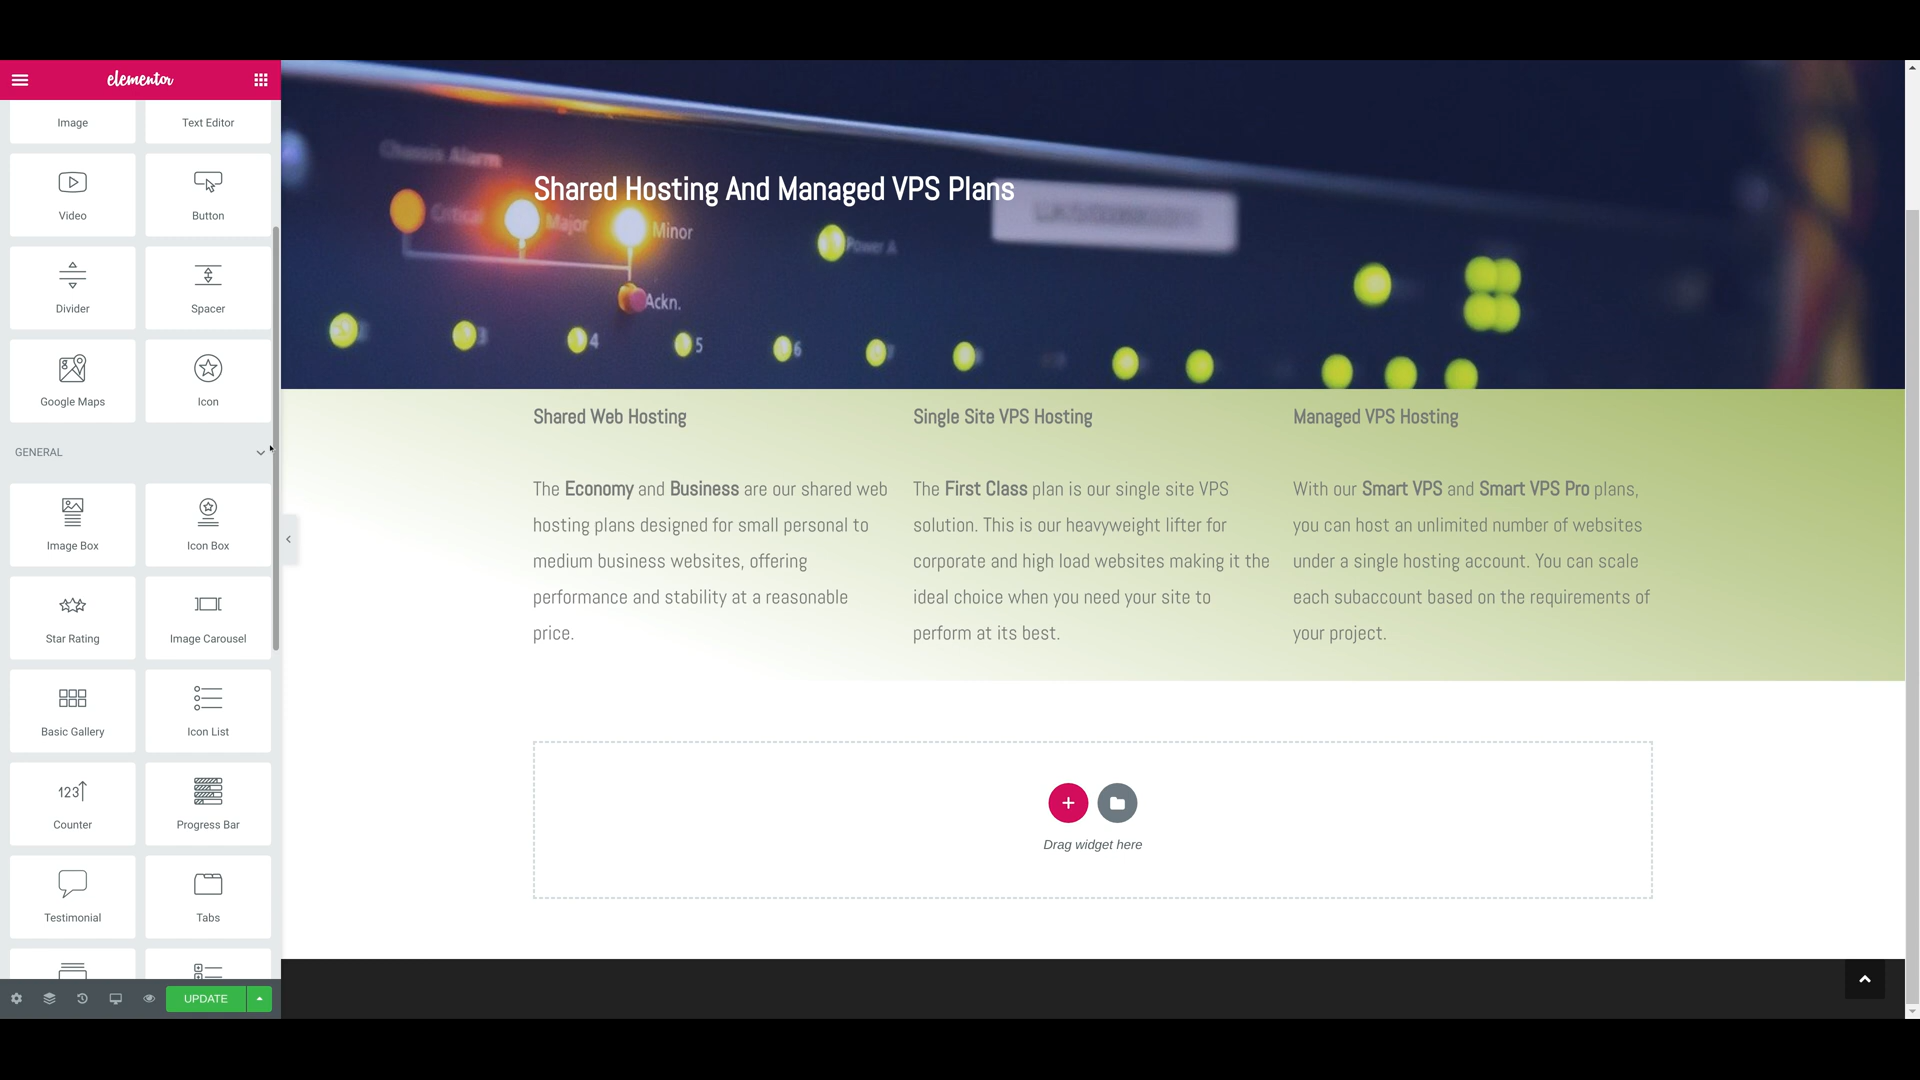 elementor
Image
Text Editor
Video
Button
Divider
Spacer
Google Maps
Icon
GENERAL
Image Box
Icon Box
Star Rating
Image Carousel
Basic Gallery
Icon List
Counter
Progress Bar
Testimonial
Tabs
UPDATE
Chassis Alarm
Shared Hosting And Managed VPS Plans
Critical
Major
Minor
Power A
Ackn.
3
4
5
6
Shared Web Hosting
The Economy and Business are our shared web
hosting plans designed for small personal to
medium business websites, offering
performance and stability at a reasonable
price.
Single Site VPS Hosting
The First Class plan is our single site VPS
solution. This is our heavyweight lifter for
corporate and high load websites making it the
ideal choice when you need your site to
perform at its best.
Managed VPS Hosting
With our Smart VPS and Smart VPS Pro plans,
you can host an unlimited number of websites
under a single hosting account. You can scale
each subaccount based on the requirements of
your project.
Drag widget here